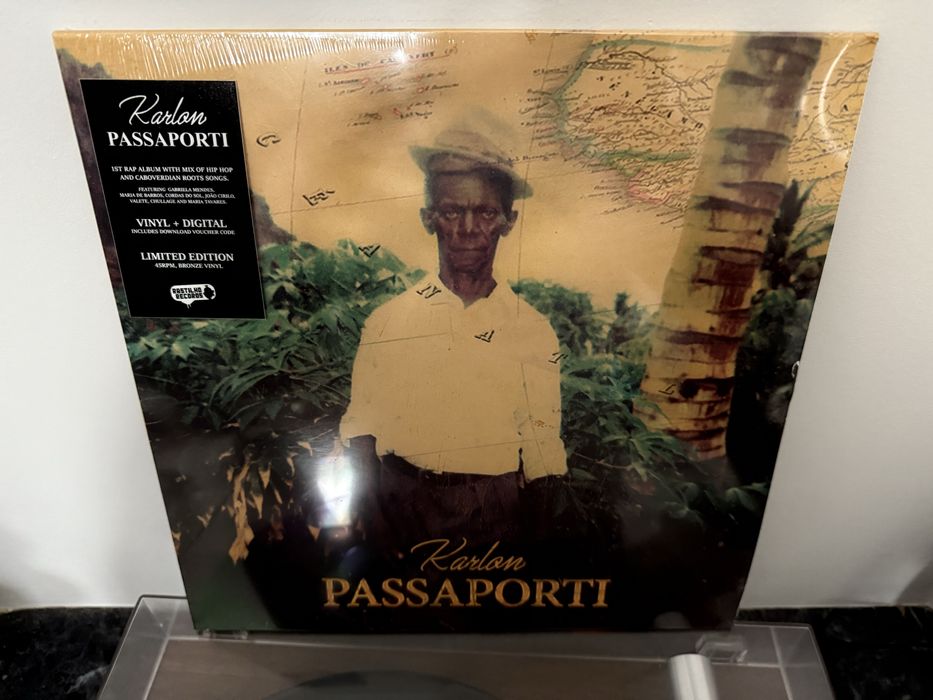 Karlon
PASSAPORTI
1ST RAP ALBUM WITH MIX OF HIP HOP
AND CABOVERDIAN ROOTS SONGS.
FEATURING GABRIELA MENDES,
MARIA DE BARROS, CORDAS DO SOL, JOÃO CIRILO,
VALETE, CHULLAGE AND MARIA TAVARES.
VINYL + DIGITAL
INCLUDES DOWNLOAD VOUCHER CODE
LIMITED EDITION
45RPM, BRONZE VINYL
RASTILHO
RECORDS
Karlon
PASSAPORTI